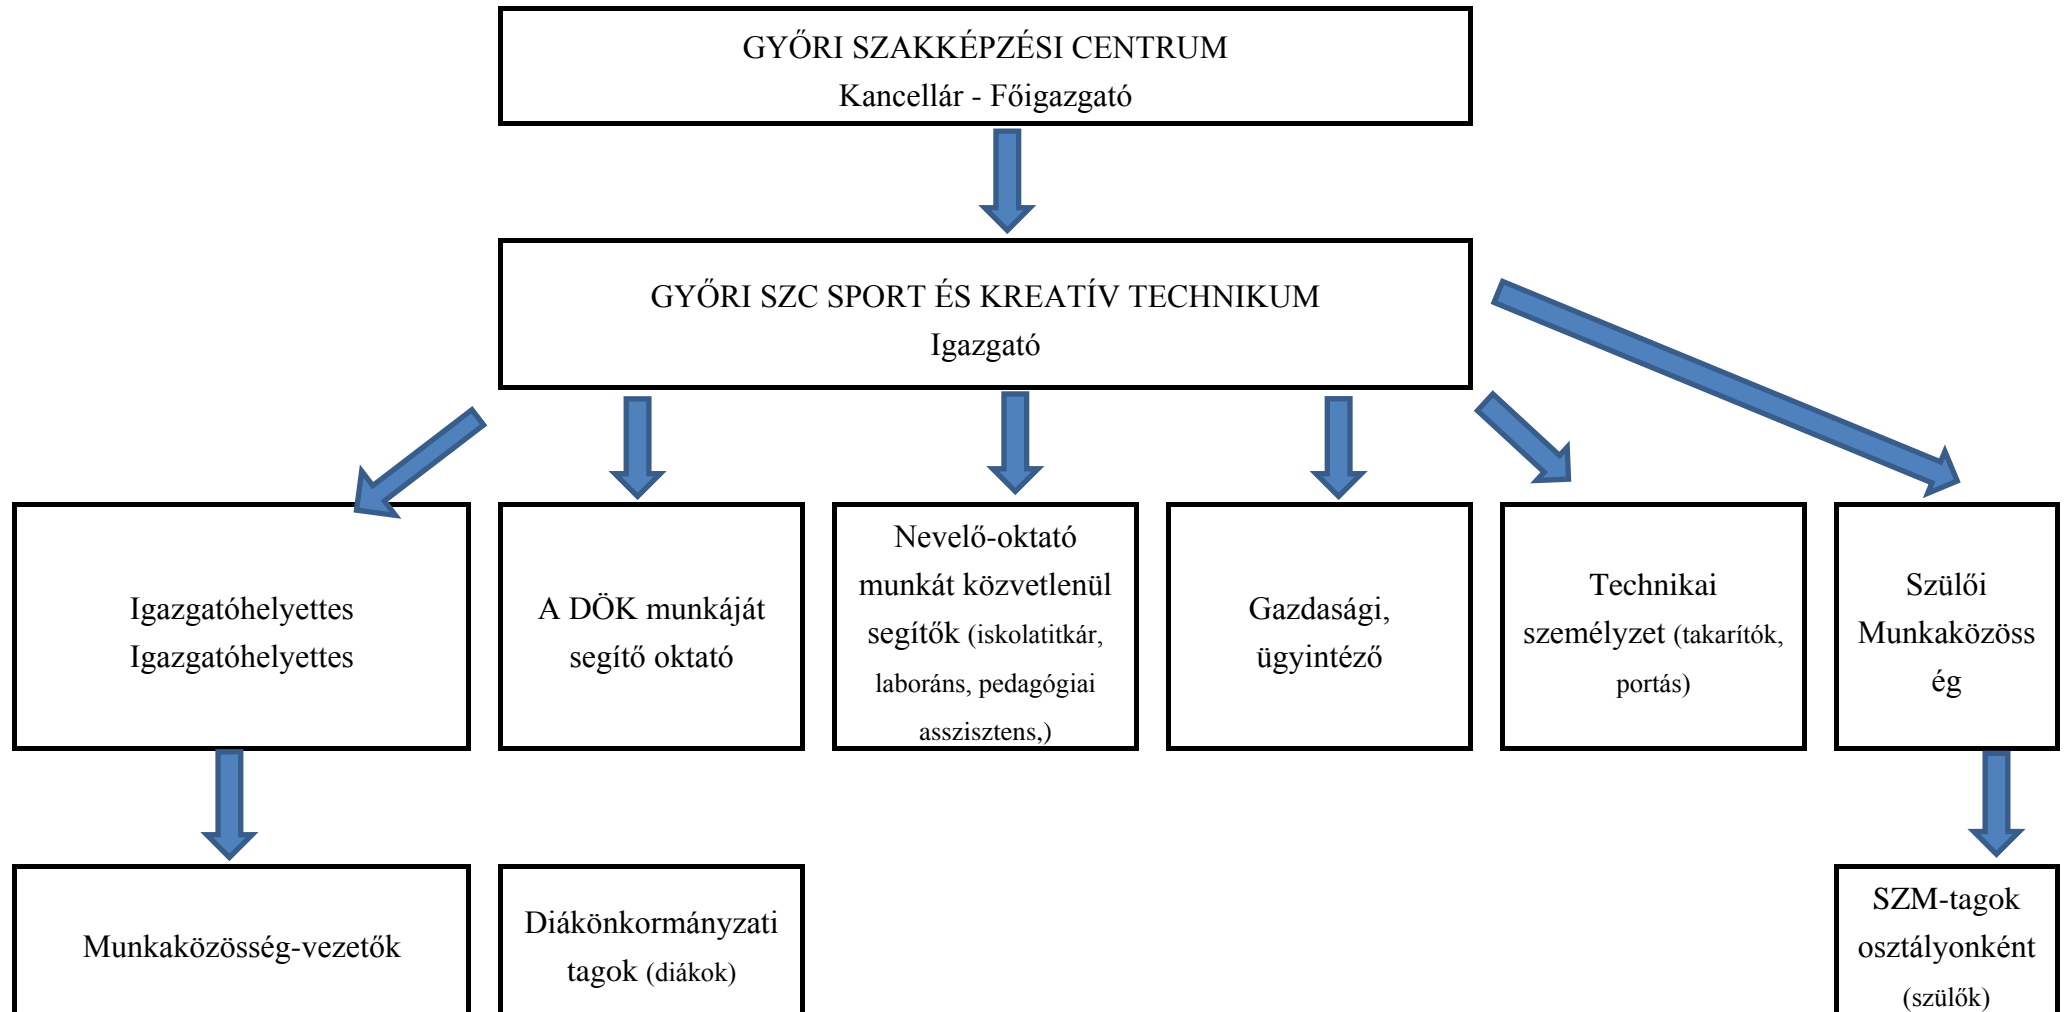 GYŐRI SZAKKÉPZÉSI CENTRUM
Kancellár - Főigazgató
GYŐRI SZC SPORT ÉS KREATÍV TECHNIKUM
Igazgató
Igazgatóhelyettes
Igazgatóhelyettes
A DÖK munkáját
segítő oktató
Nevelő-oktató
munkát közvetlenül
segítők (iskolatitkár,
laboráns, pedagógiai
asszisztens,)
Gazdasági,
ügyintéző
Technikai
személyzet (takarítók,
portás)
Szülői
Munkaközöss
ég
Munkaközösség-vezetők
Diákönkormányzati
tagok (diákok)
SZM-tagok
osztályonként
(szülők)